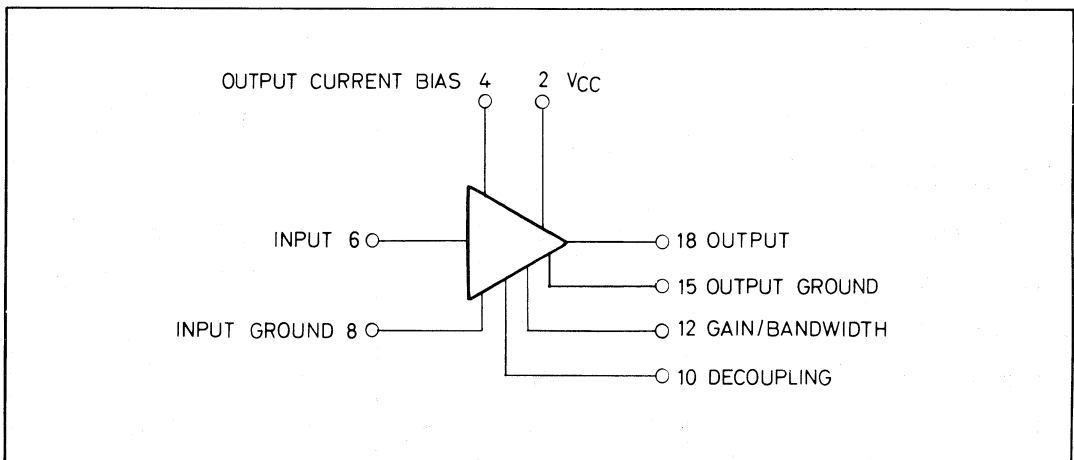 OUTPUT CURRENT BIAS 4
2 VCC
INPUT 6
18 OUTPUT
15 OUTPUT GROUND
INPUT GROUND 8
12 GAIN/BANDWIDTH
10 DECOUPLING